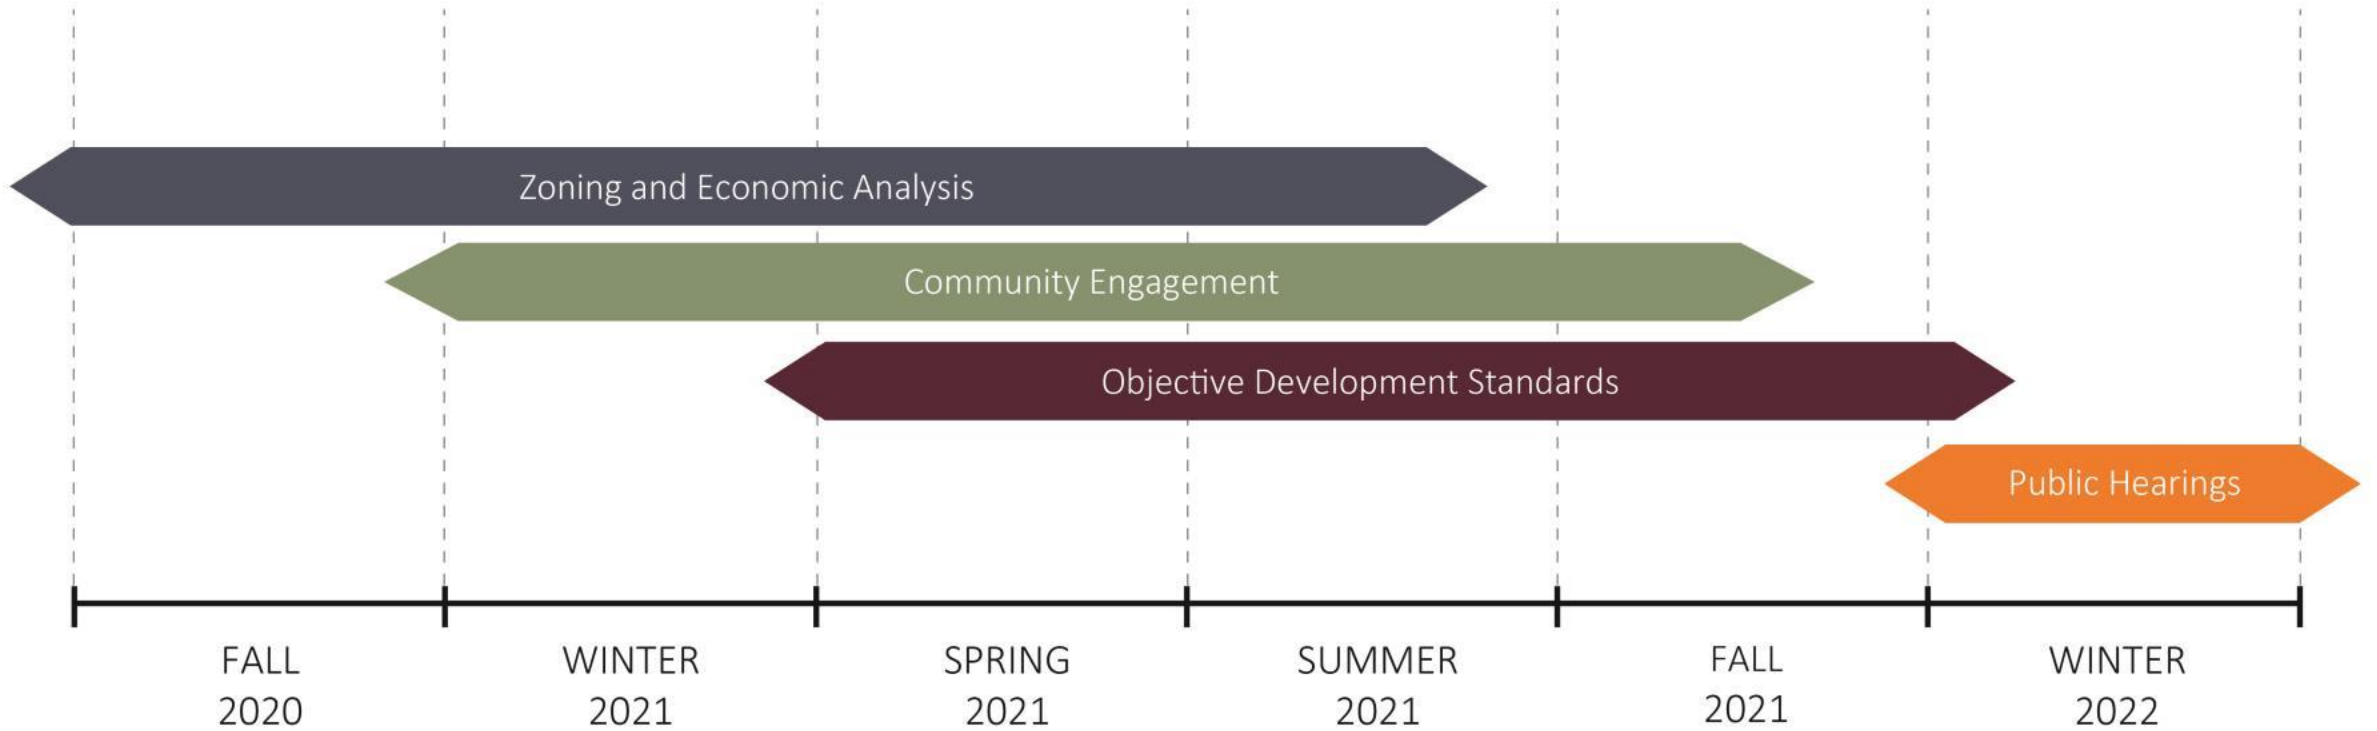 Zoning and Economic Analysis
Community Engagement
Objective Development Standards
Public Hearings
FALL
2020
WINTER
2021
SPRING
2021
SUMMER
2021
FALL
2021
WINTER
2022